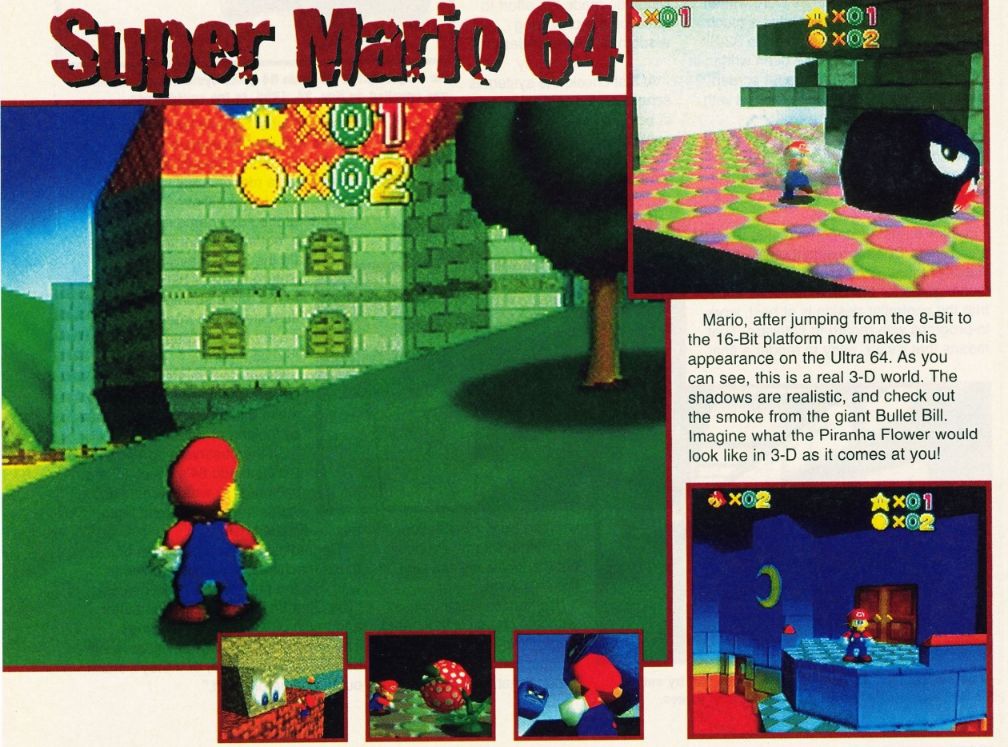 Super Mario 64
×01
×02
×01
×01
×02
Mario, after jumping from the 8-Bit to
the 16-Bit platform now makes his
appearance on the Ultra 64. As you
can see, this is a real 3-D world. The
shadows are realistic, and check out
the smoke from the giant Bullet Bill.
Imagine what the Piranha Flower would
look like in 3-D as it comes at you!
×02
×01
×02